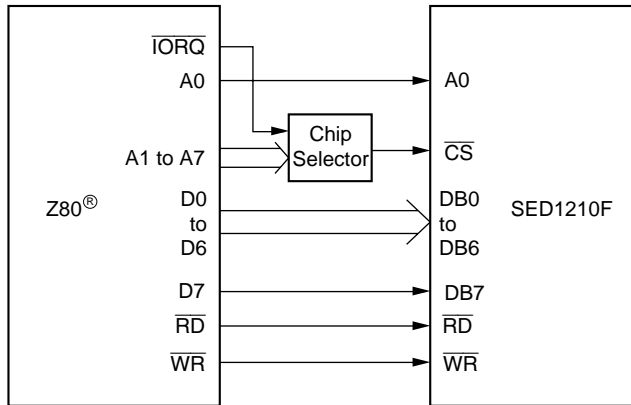 IORQ
A0
A0
Chip
Selector
CS
A1 to A7
D0
to
D6
DB0
to
DB6
Z80®
SED1210F
D7
DB7
RD
RD
WR
WR